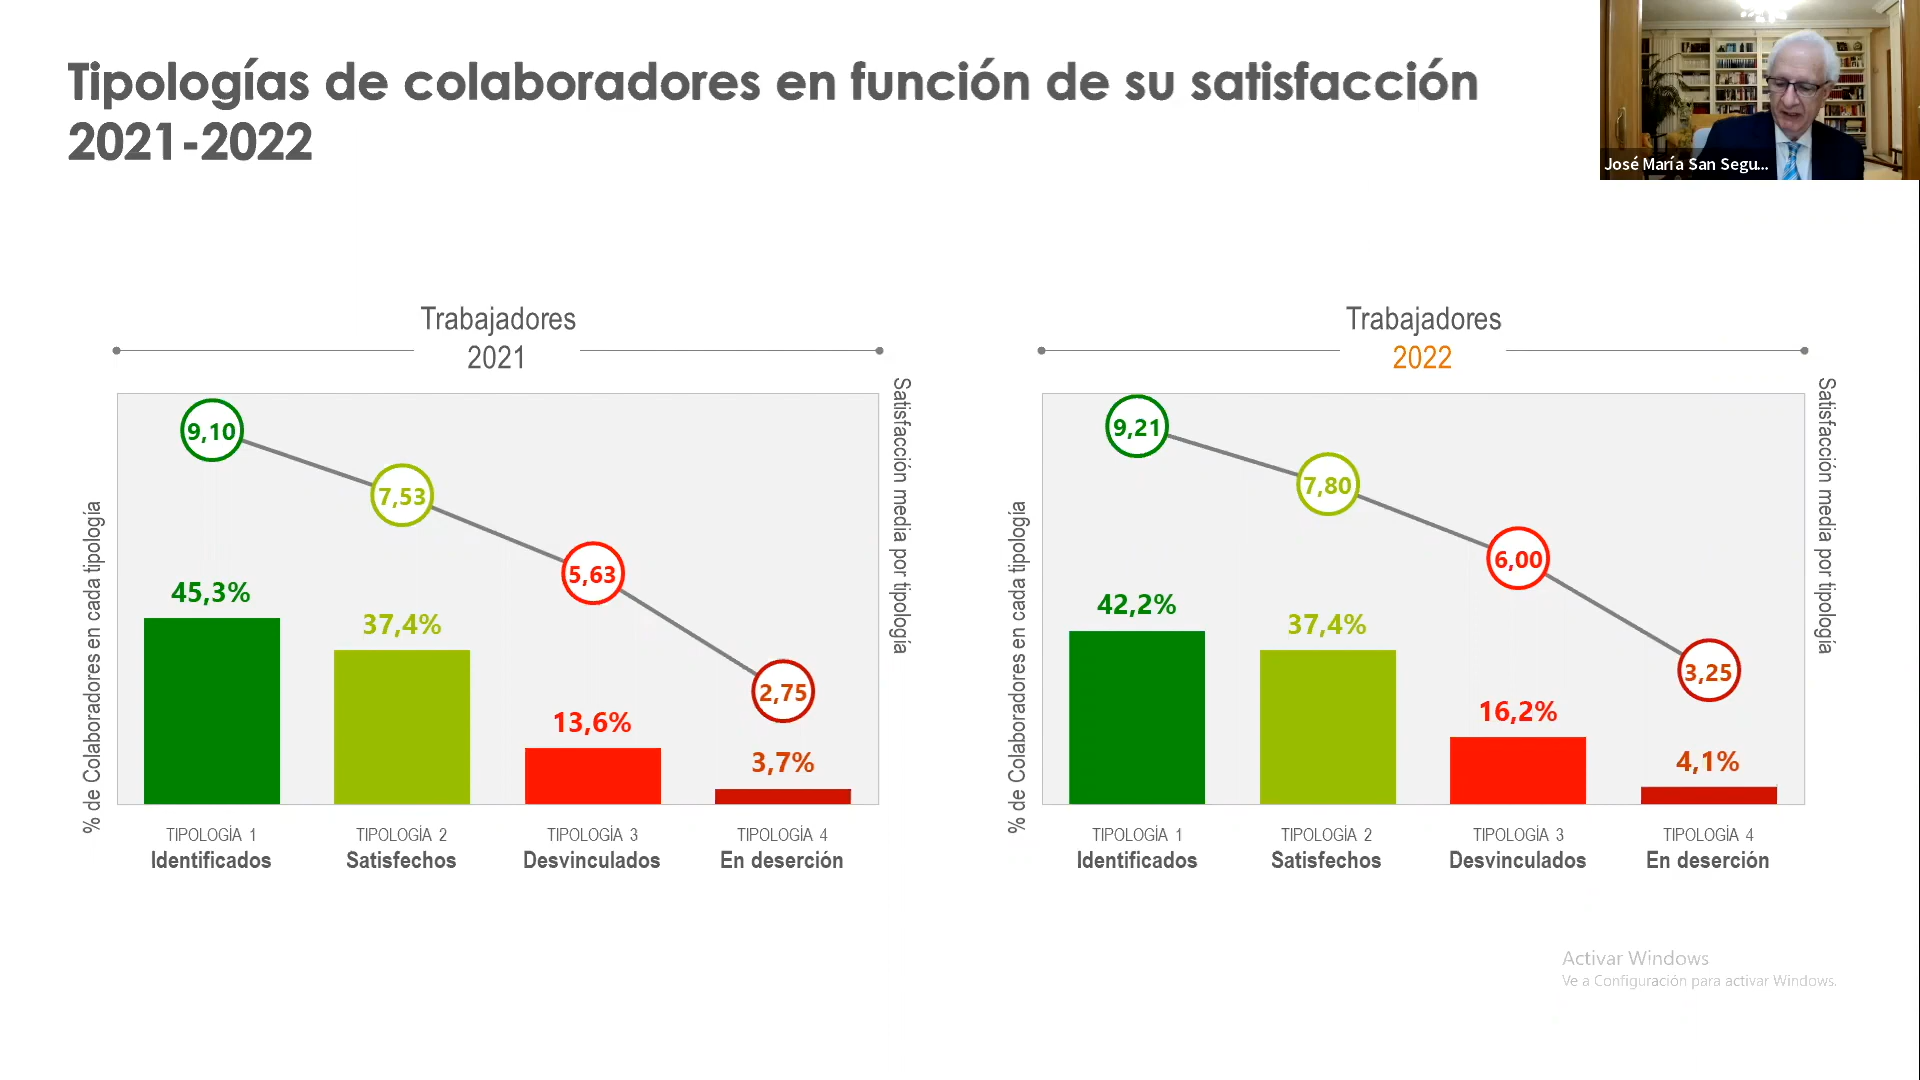 Tipologías de colaboradores en función de su satisfacción
2021-2022
José María San Segu...
Trabajadores
2021
% de Colaboradores en cada tipología
Satisfacción media por tipología
9,10
7,53
5,63
2,75
45,3%
37,4%
13,6%
3,7%
TIPOLOGÍA 1
Identificados
TIPOLOGÍA 2
Satisfechos
TIPOLOGÍA 3
Desvinculados
TIPOLOGÍA 4
En deserción
Trabajadores
2022
% de Colaboradores en cada tipología
Satisfacción media por tipología
9,21
7,80
6,00
3,25
42,2%
37,4%
16,2%
4,1%
TIPOLOGÍA 1
Identificados
TIPOLOGÍA 2
Satisfechos
TIPOLOGÍA 3
Desvinculados
TIPOLOGÍA 4
En deserción
Activar Windows
Ve a Configuración para activar Windows.